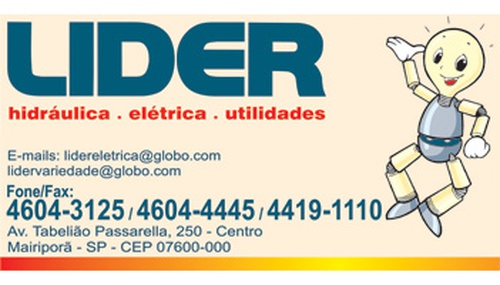 LIDER
hidráulica . elétrica . utilidades
E-mails: lidereletrica@globo.com
lidervariedade@globo.com
Fone/Fax:
4604-3125 / 4604-4445 / 4419-1110
Av. Tabelião Passarella, 250 - Centro
Mairiporã - SP - CEP 07600-000